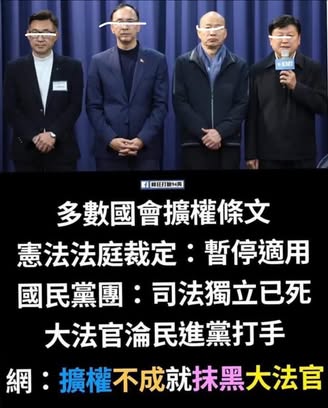 多數國會擴權條文
憲法法庭裁定：暫停適用
國民黨團：司法獨立已死
大法官淪民進黨打手
網：擴權不成就抹黑大法官